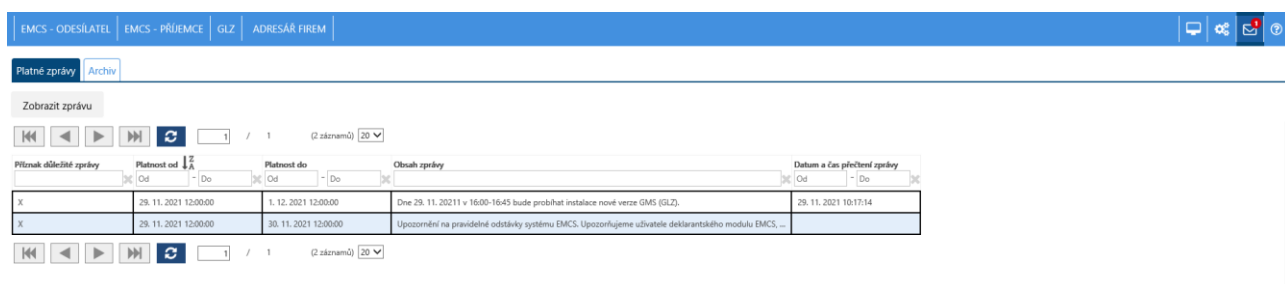 EMCS - ODESÍLATEL EMCS - PŘÍJEMCE GLZ ADRESÁŘ FIREM 1
Platné zprávy Archiv
Zobrazit zprávu
1 / 1 (2 záznamů) 20
Příznak důležité zprávy Platnost od Z A Platnost do Obsah zprávy Datum a čas přečtení zprávy
Od - Do Od - Do Od - Do
X 29. 11. 2021 12:00:00 1. 12. 2021 12:00:00 Dne 29. 11. 20211 v 16:00-16:45 bude probíhat instalace nové verze GMS (GLZ). 29. 11. 2021 10:17:14
X 29. 11. 2021 12:00:00 30. 11. 2021 12:00:00 Upozornění na pravidelné odstávky systému EMCS. Upozorňujeme uživatele deklarantského modulu EMCS, ...
1 / 1 (2 záznamů) 20